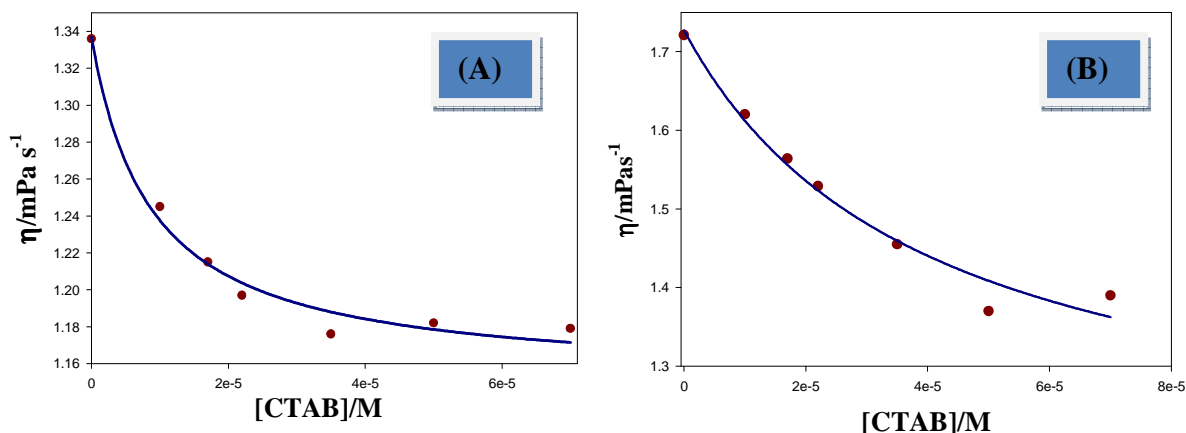 (A)
η/mPa s-1
1.34
1.32
1.30
1.28
1.26
1.24
1.22
1.20
1.18
1.16
0
2e-5
4e-5
6e-5
[CTAB]/M
(B)
η/mPas-1
1.7
1.6
1.5
1.4
1.3
0
2e-5
4e-5
6e-5
8e-5
[CTAB]/M